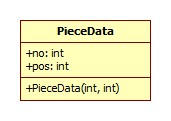 PieceData
+no: int
+pos: int
+PieceData(int, int)